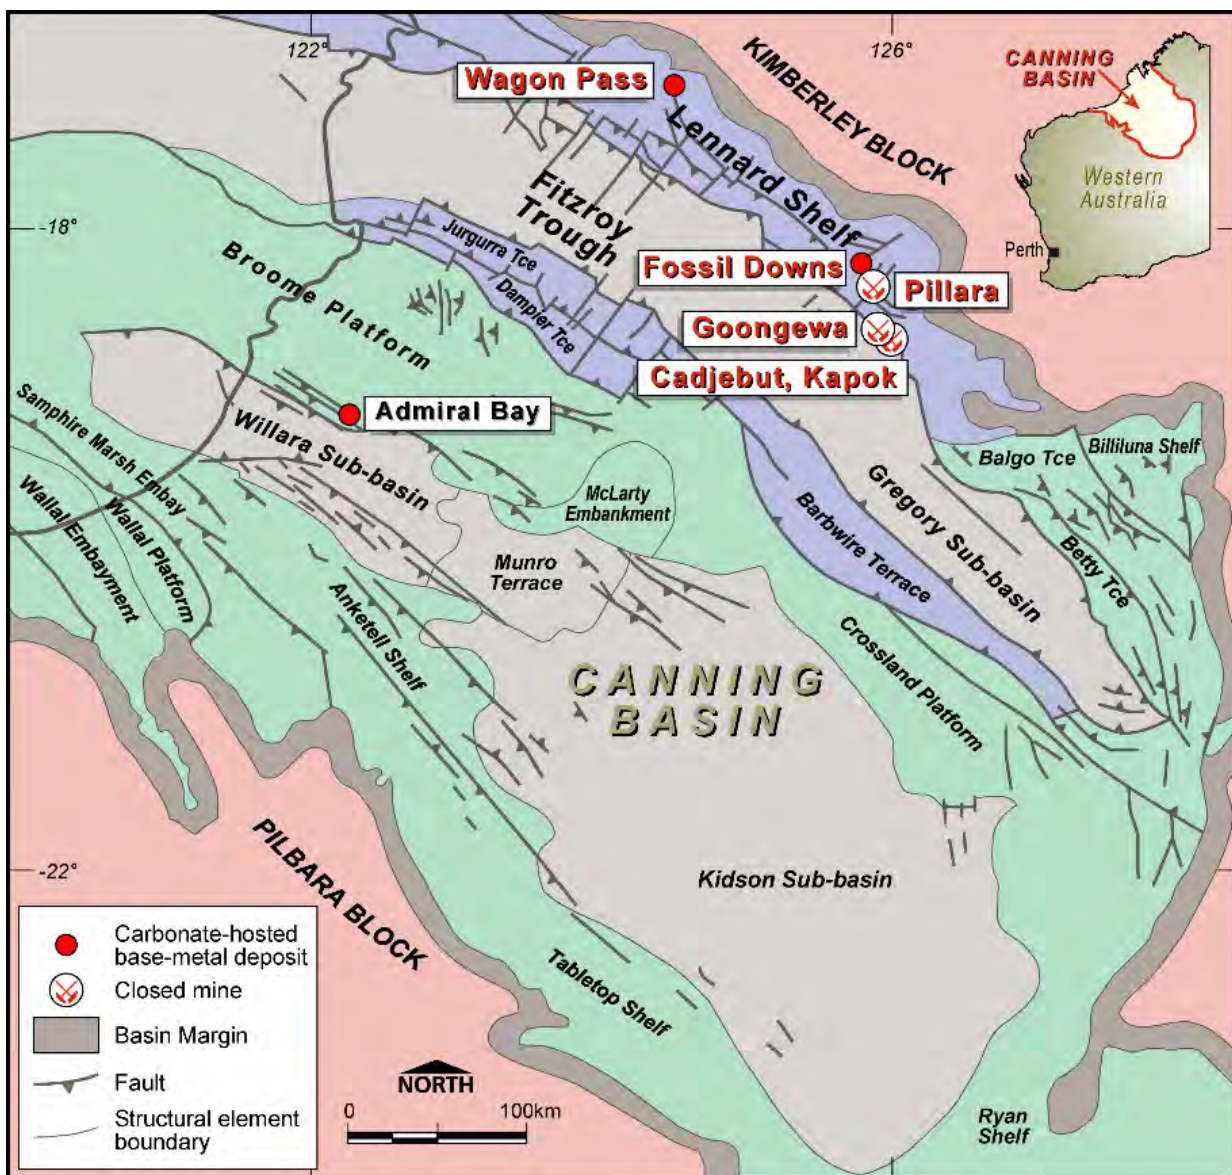 122°
126°
KIMBERLEY BLOCK
CANNING
BASIN
Western
Australia
Perth
Wagon Pass
Lennard Shelf
Fitzroy
Trough
-18°
Jurgurra Tce
Dampier Tce
Broome Platform
Fossil Downs
Pillara
Goongewa
Cadjebut, Kapok
Admiral Bay
Willara Sub-basin
Samphire Marsh Embay
Wallal Platform
Wallal Embayment
McLarty
Embankment
Munro
Terrace
Balgo Tce
Billiluna Shelf
Gregory Sub-basin
Barbwire Terrace
Betty Tce
Crossland Platform
Anketell Shelf
CANNING
BASIN
-22°
PILBARA BLOCK
Kidson Sub-basin
Tabletop Shelf
Ryan
Shelf
Carbonate-hosted
base-metal deposit
Closed mine
Basin Margin
Fault
Structural element
boundary
NORTH
0 100km